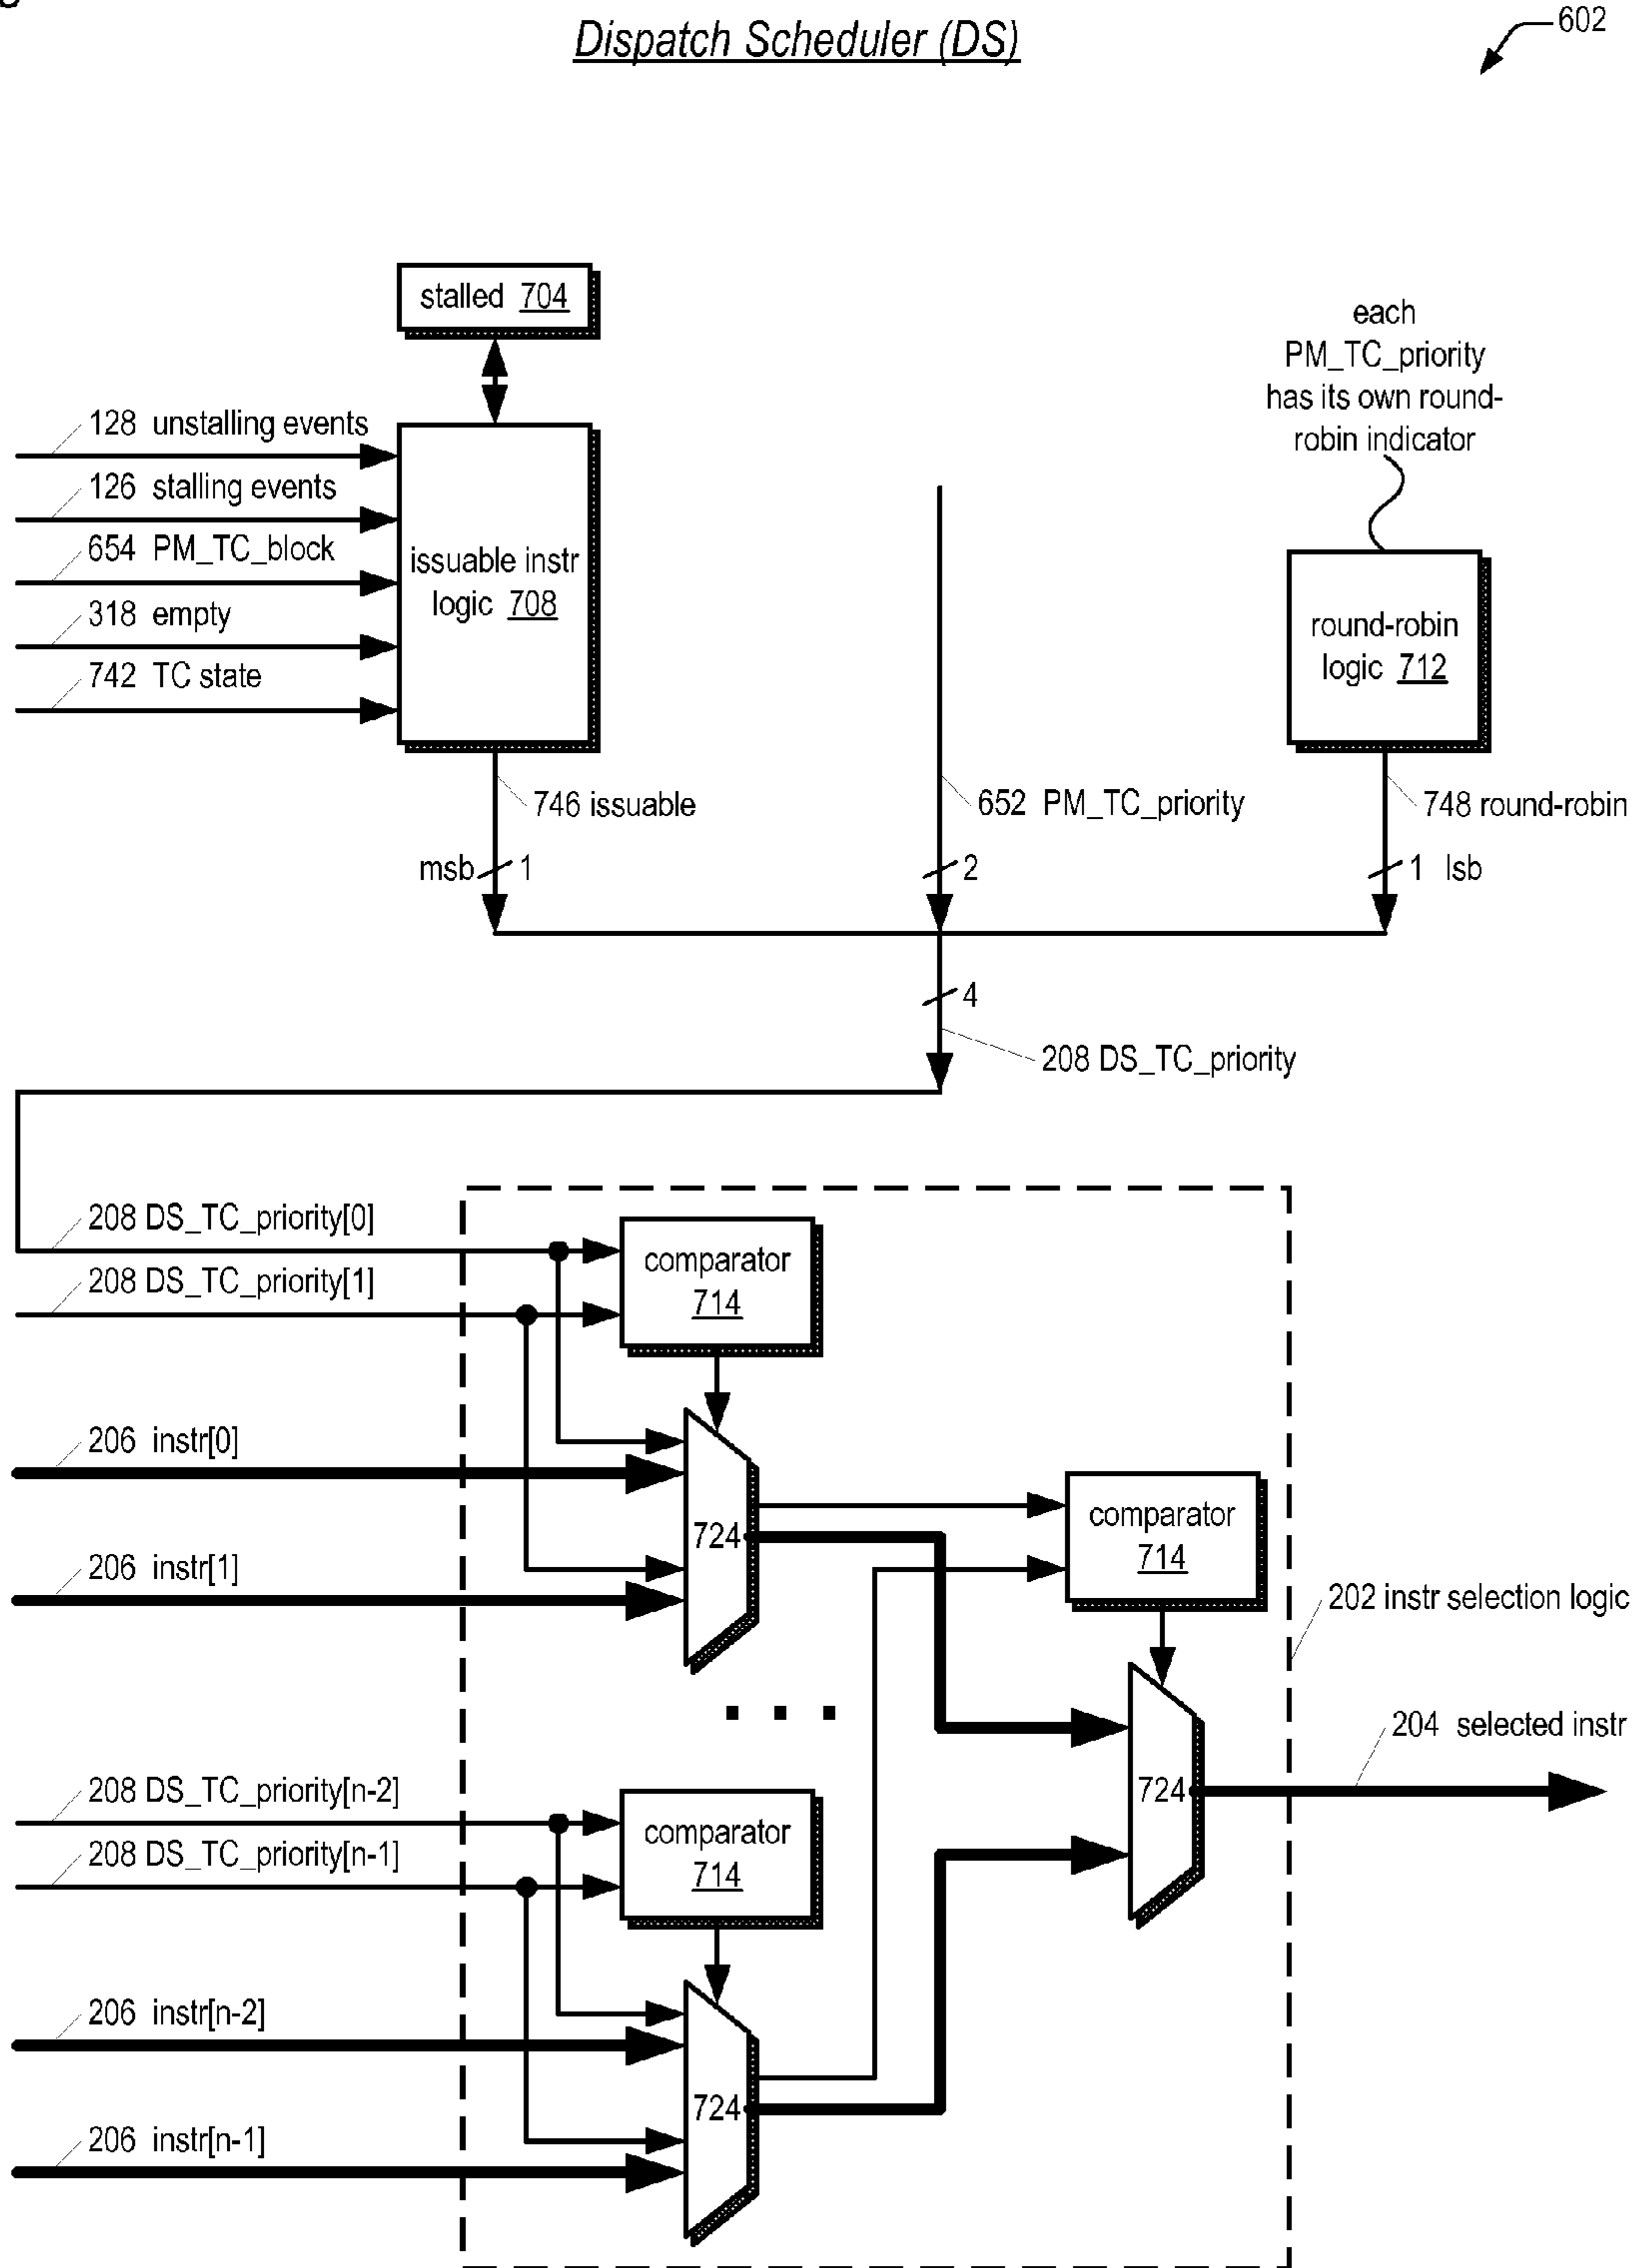 Dispatch Scheduler (DS)
602
stalled 704
each
PM_TC_priority
has its own round-
robin indicator
128 unstalling events
126 stalling events
654 PM_TC_block
318 empty
742 TC state
issuable instr
logic 708
round-robin
logic 712
746 issuable
652 PM_TC_priority
748 round-robin
msb 1
2
1 lsb
4
208 DS_TC_priority
208 DS_TC_priority[0]
208 DS_TC_priority[1]
comparator
714
206 instr[0]
206 instr[1]
724
comparator
714
202 instr selection logic
204 selected instr
724
208 DS_TC_priority[n-2]
208 DS_TC_priority[n-1]
comparator
714
206 instr[n-2]
206 instr[n-1]
724